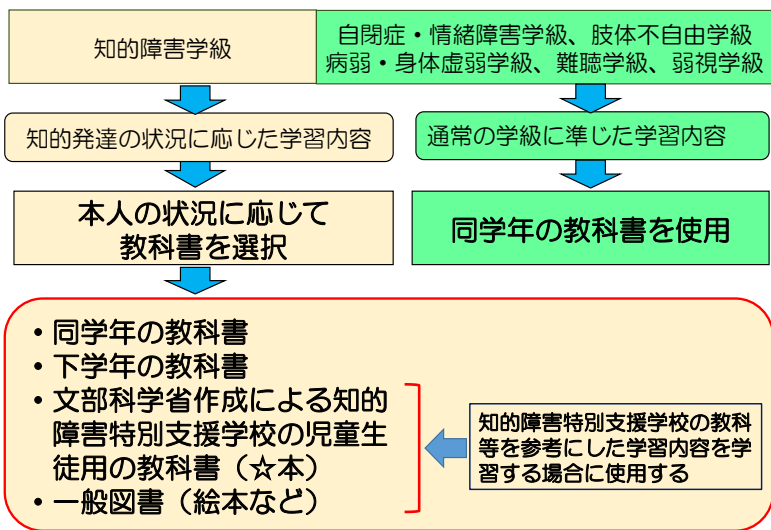 知的障害学級
自閉症・情緒障害学級、肢体不自由学級
病弱・身体虚弱学級、難聴学級、弱視学級
知的発達の状況に応じた学習内容
通常の学級に準じた学習内容
本人の状況に応じて
教科書を選択
同学年の教科書を使用
・同学年の教科書
・下学年の教科書
・文部科学省作成による知的
障害特別支援学校の児童生
徒用の教科書（☆本）
・一般図書（絵本など）
知的障害特別支援学校の教科
等を参考にした学習内容を学
習する場合に使用する